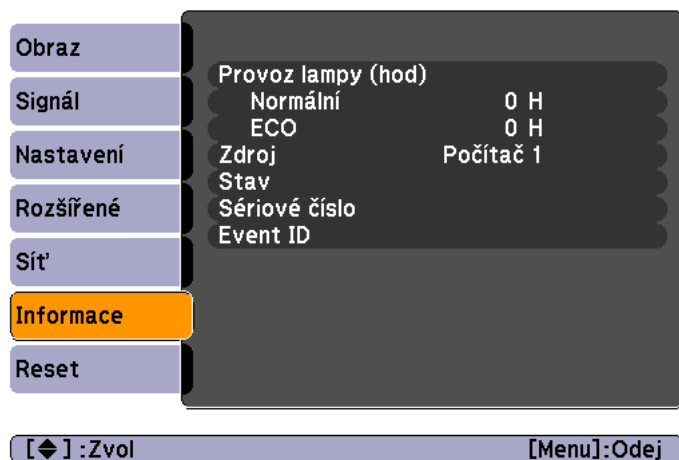 Obraz
Signál
Nastavení
Rozšířené
Síť
Informace
Reset
Provoz lampy (hod)
Normální 0 H
ECO 0 H
Zdroj Počítač 1
Stav
Sériové číslo
Event ID
[◆] :Zvol [Menu]:Odej